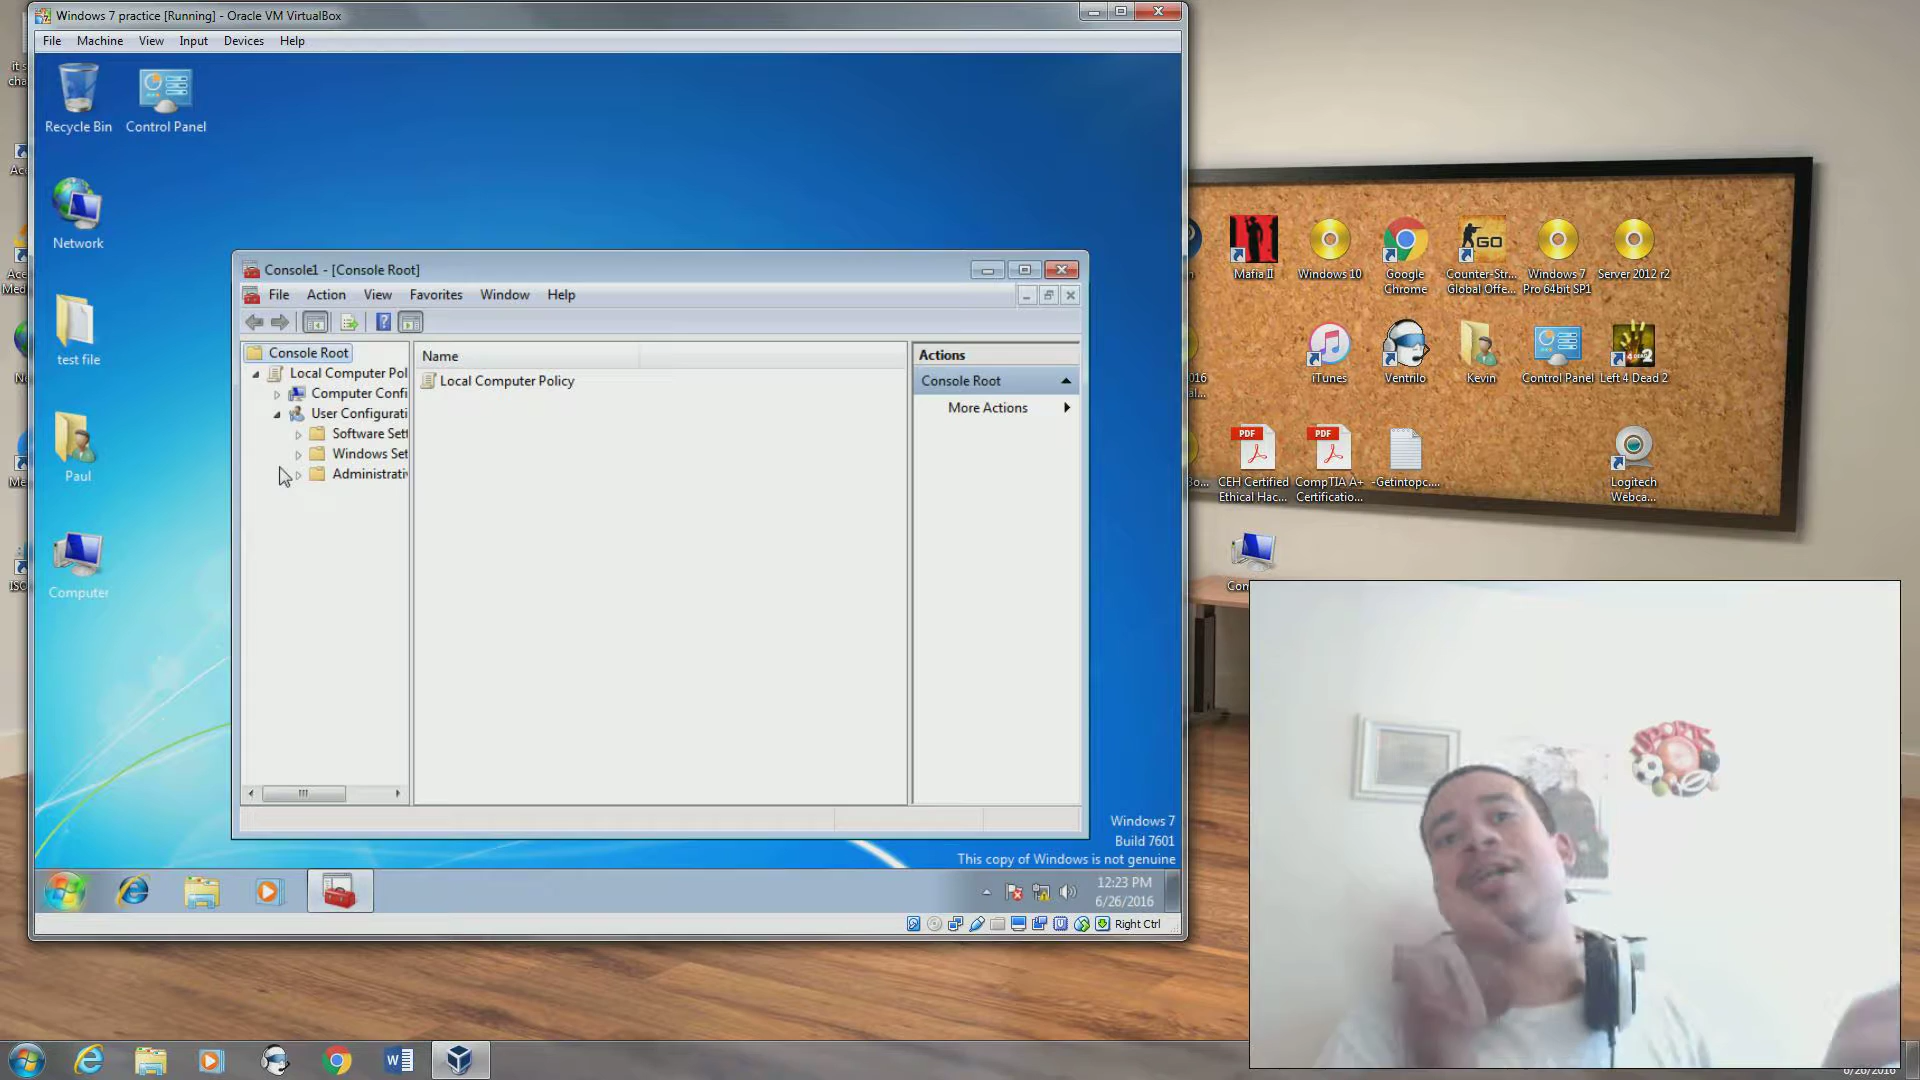 Windows 7 practice [Running] - Oracle VM VirtualBox
File Machine View Input Devices Help
Recycle Bin
Control Panel
Network
test file
Paul
Computer
Console1 - [Console Root]
File Action View Favorites Window Help
Console Root
Local Computer Pol
Computer Confi
User Configurati
Software Sett
Windows Set
Administrativ
Name
Local Computer Policy
Actions
Console Root
More Actions
Windows 7
Build 7601
This copy of Windows is not genuine
12:23 PM
6/26/2016
Right Ctrl
Mafia II
Windows 10
Google
Chrome
Counter-Str...
Global Offe...
Windows 7
Pro 64bit SP1
Server 2012 r2
iTunes
Ventrilo
Kevin
Control Panel
Left 4 Dead 2
CEH Certified
Ethical Hac...
CompTIA A+
Certificatio...
-Getintopc....
Logitech
Webca...
GO
PDF
PDF
SPORTS